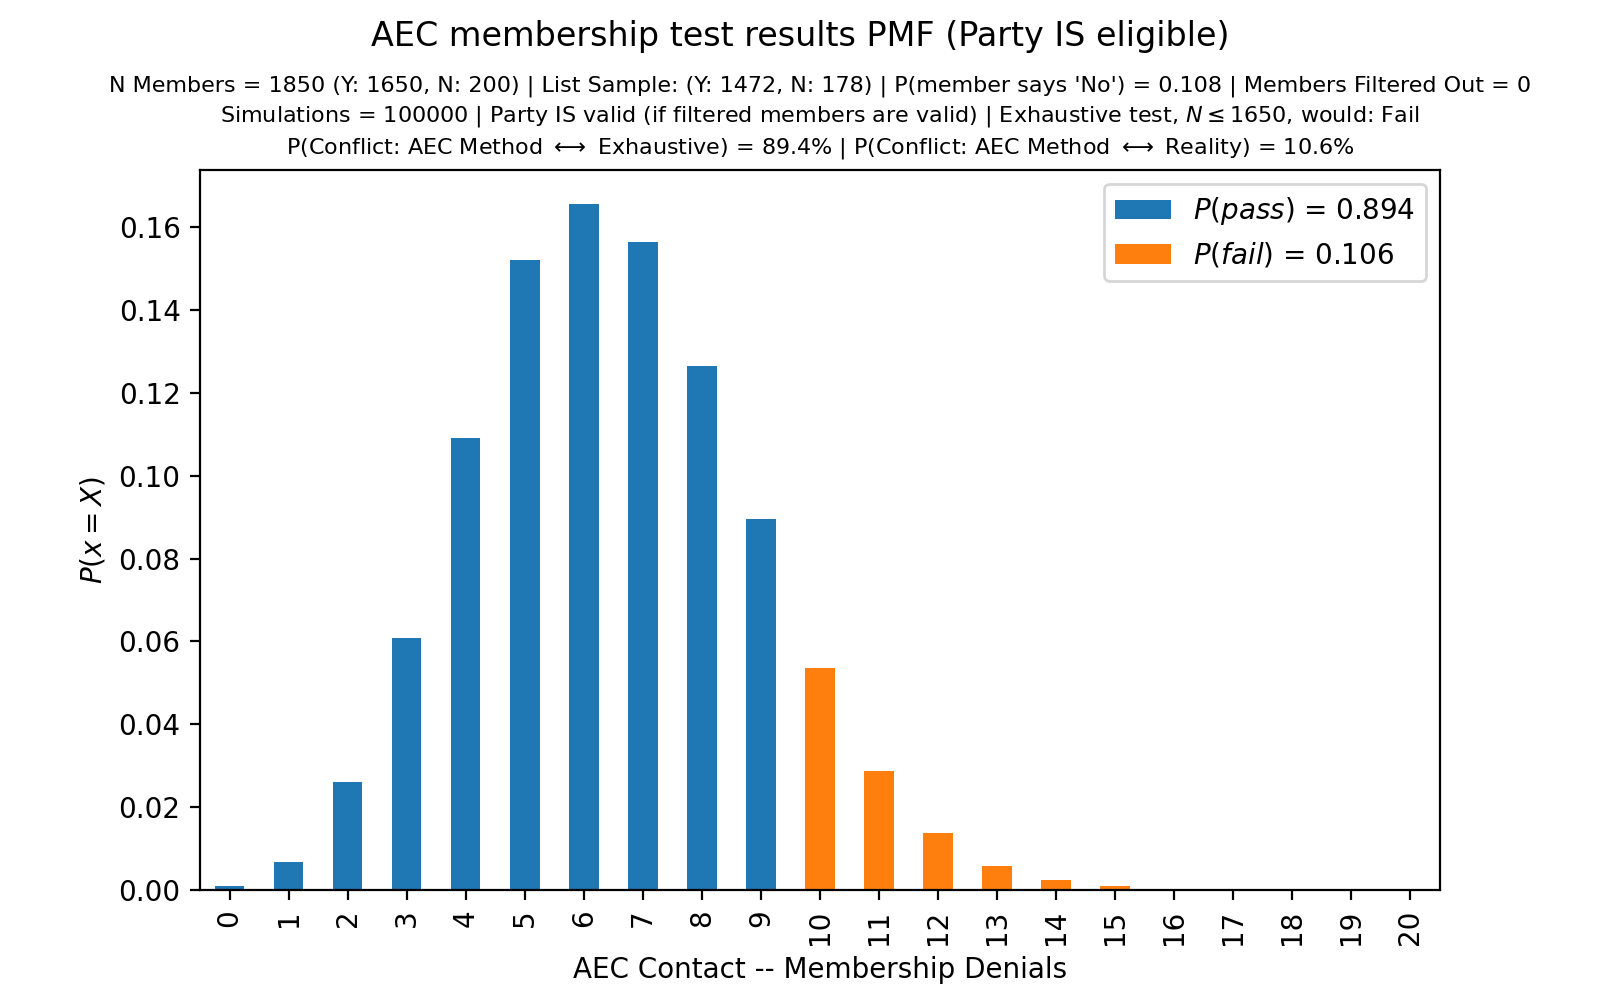 AEC membership test results PMF (Party IS eligible)
N Members = 1850 (Y: 1650, N: 200) | List Sample: (Y: 1472, N: 178) | P(member says 'No') = 0.108 | Members Filtered Out = 0
Simulations = 100000 | Party IS valid (if filtered members are valid) | Exhaustive test, N ≤ 1650, would: Fail
P(Conflict: AEC Method ⟷ Exhaustive) = 89.4% | P(Conflict: AEC Method ⟷ Reality) = 10.6%
P(pass) = 0.894
P(fail) = 0.106
0.16
0.14
0.12
0.10
0.08
0.06
0.04
0.02
0.00
P(x = X)
0 1 2 3 4 5 6 7 8 9 10 11 12 13 14 15 16 17 18 19 20
AEC Contact -- Membership Denials